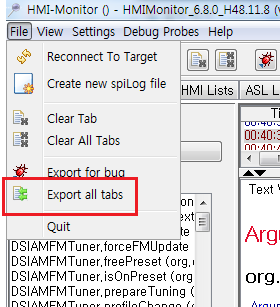 HMI-Monitor () - HMIMonitor_6.8.0_H48.11.8 (
File View Settings Debug Probes Help
Reconnect To Target
Create new spiLog file
HMI Lists ASL L
Clear Tab
Clear All Tabs
00:40:3
00:40:3
Export for bug
Export all tabs
Text V
Quit
Argu
DSIAMFMTuner,forceFMUpdate
DSIAMFMTuner,freePreset (org,
DSIAMFMTuner,isOnPreset (org,
org.
DSIAMFMTuner,prepareTuning (
DSIAMFMTuner,profileChange (